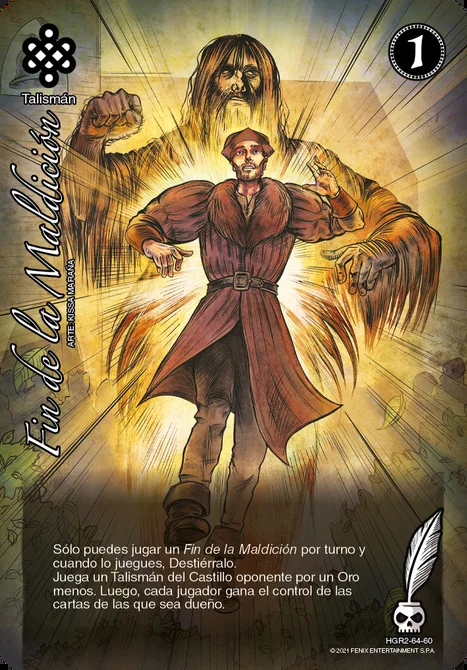 1
Talismán
Fin de la Maldición
ARTE: KISSA MARAÑA
Sólo puedes jugar un Fin de la Maldición por turno y
cuando lo juegues, Destiérralo.
Juega un Talismán del Castillo oponente por un Oro
menos. Luego, cada jugador gana el control de las
cartas de las que sea dueño.
HGR2-64-60
© 2021 FENIX ENTERTAINMENT S.P.A.